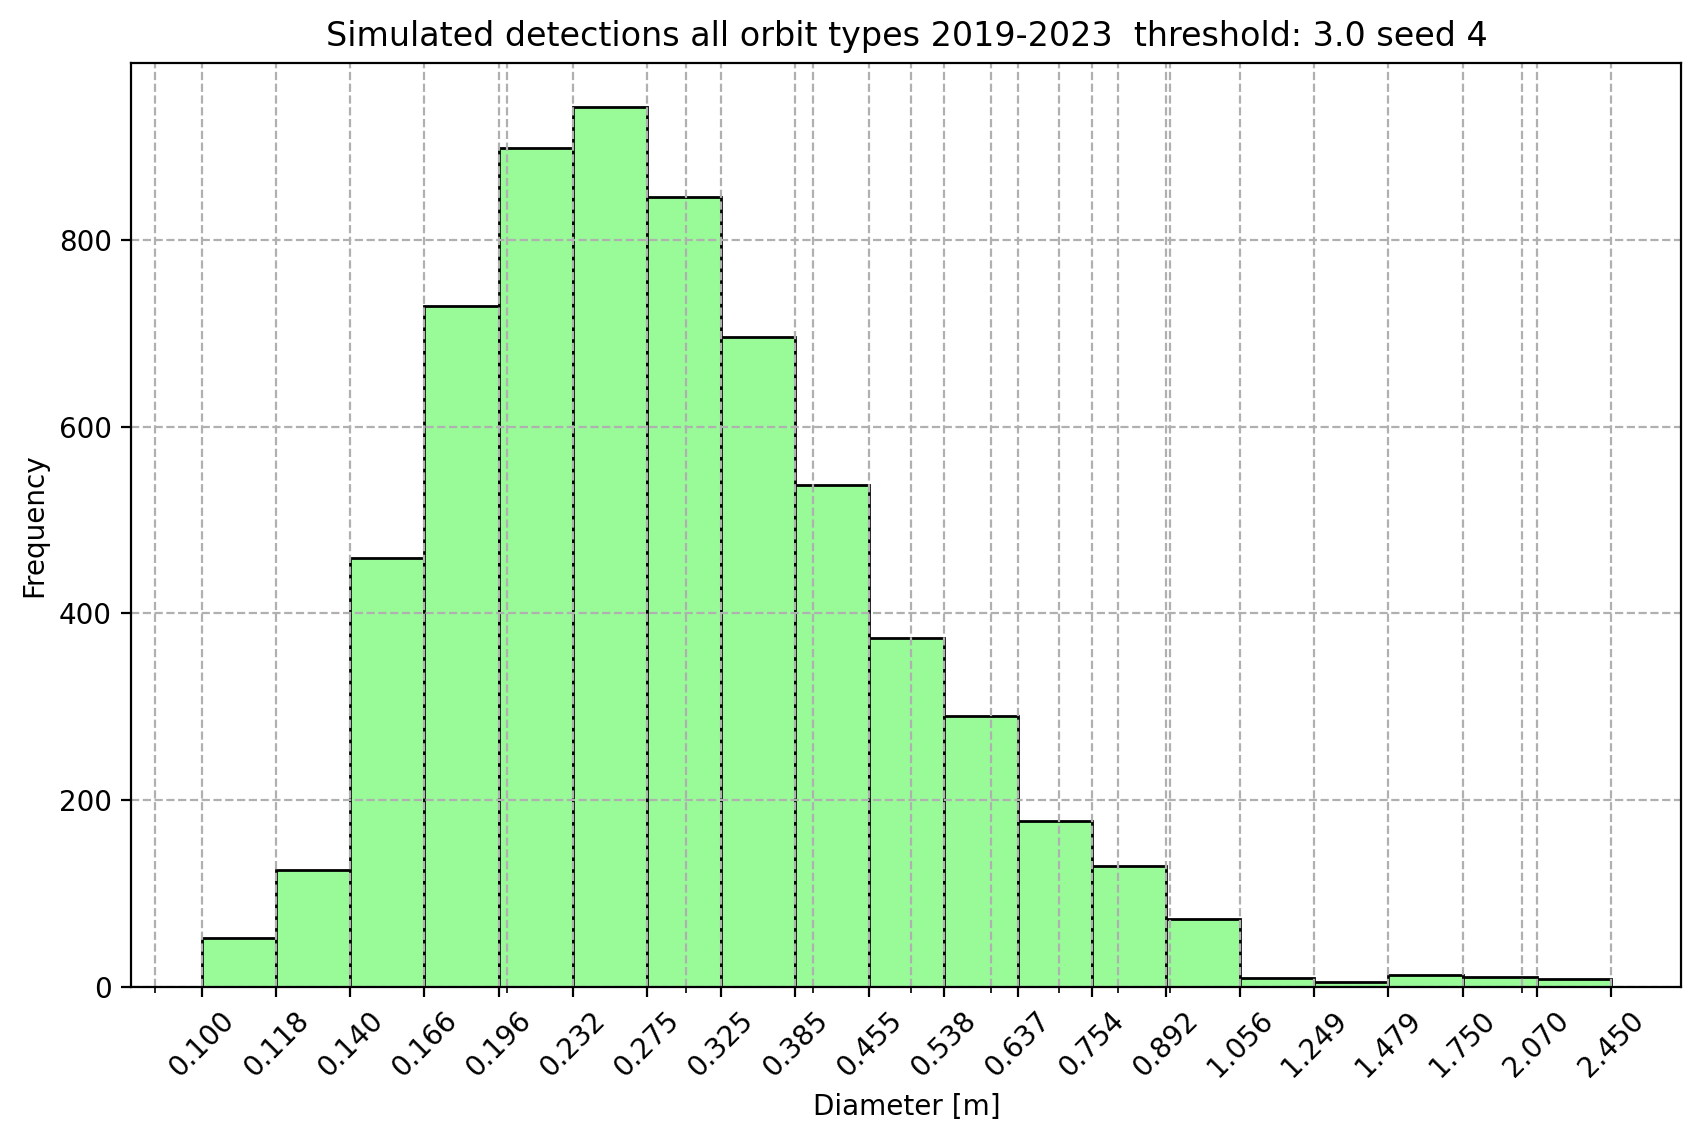 Simulated detections all orbit types 2019-2023  threshold: 3.0 seed 4
800
600
400
200
0
Frequency
0.100 0.118 0.140 0.166 0.196 0.232 0.275 0.325 0.385 0.455 0.538 0.637 0.754 0.892 1.056 1.249 1.479 1.750 2.070 2.450
Diameter [m]